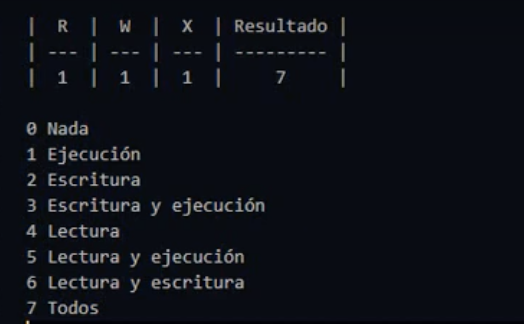 | R | W | X | Resultado |
| --- | --- | --- | --------- |
| 1 | 1 | 1 | 7 |
0 Nada
1 Ejecución
2 Escritura
3 Escritura y ejecución
4 Lectura
5 Lectura y ejecución
6 Lectura y escritura
7 Todos